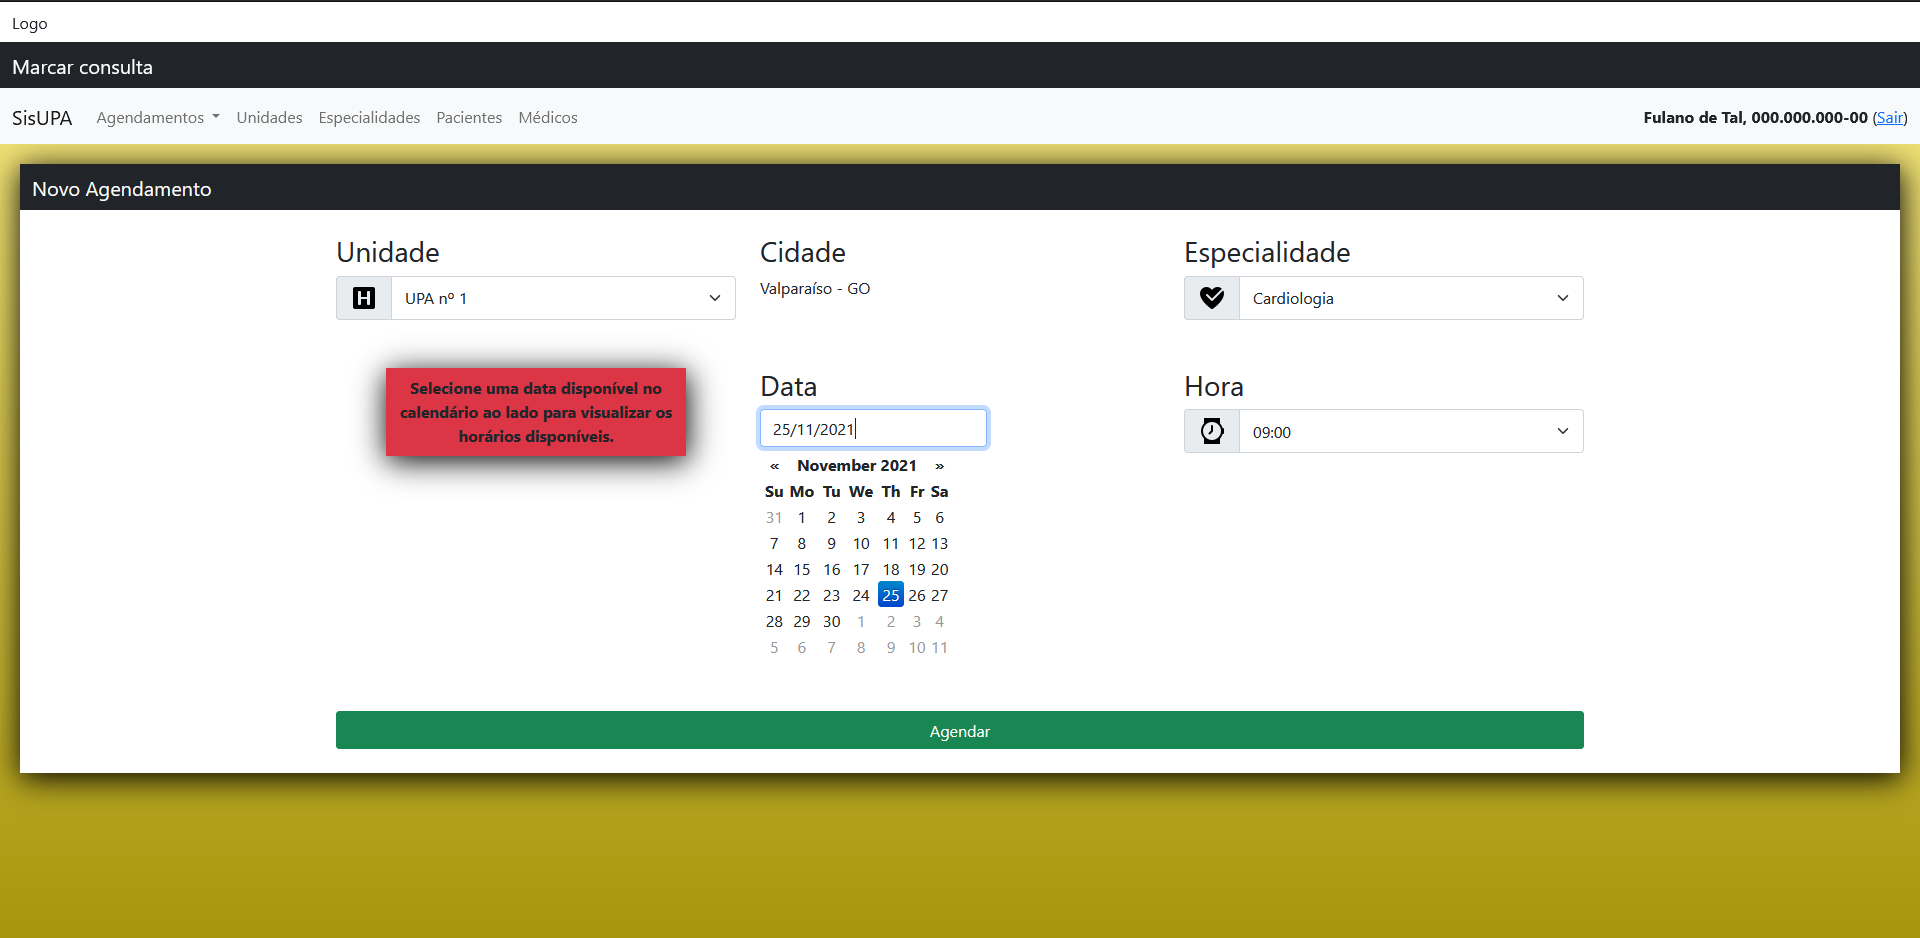 Logo
Marcar consulta
SisUPA Agendamentos Unidades Especialidades Pacientes Médicos Fulano de Tal, 000.000.000-00 (Sair)
Novo Agendamento
Unidade Cidade Especialidade
UPA nº 1 Valparaíso - GO Cardiologia
Selecione uma data disponível no
calendário ao lado para visualizar os
horários disponíveis.
Data
25/11/2021
« November 2021 »
Su Mo Tu We Th Fr Sa
31 1 2 3 4 5 6
7 8 9 10 11 12 13
14 15 16 17 18 19 20
21 22 23 24 25 26 27
28 29 30 1 2 3 4
5 6 7 8 9 10 11
Hora
09:00
Agendar